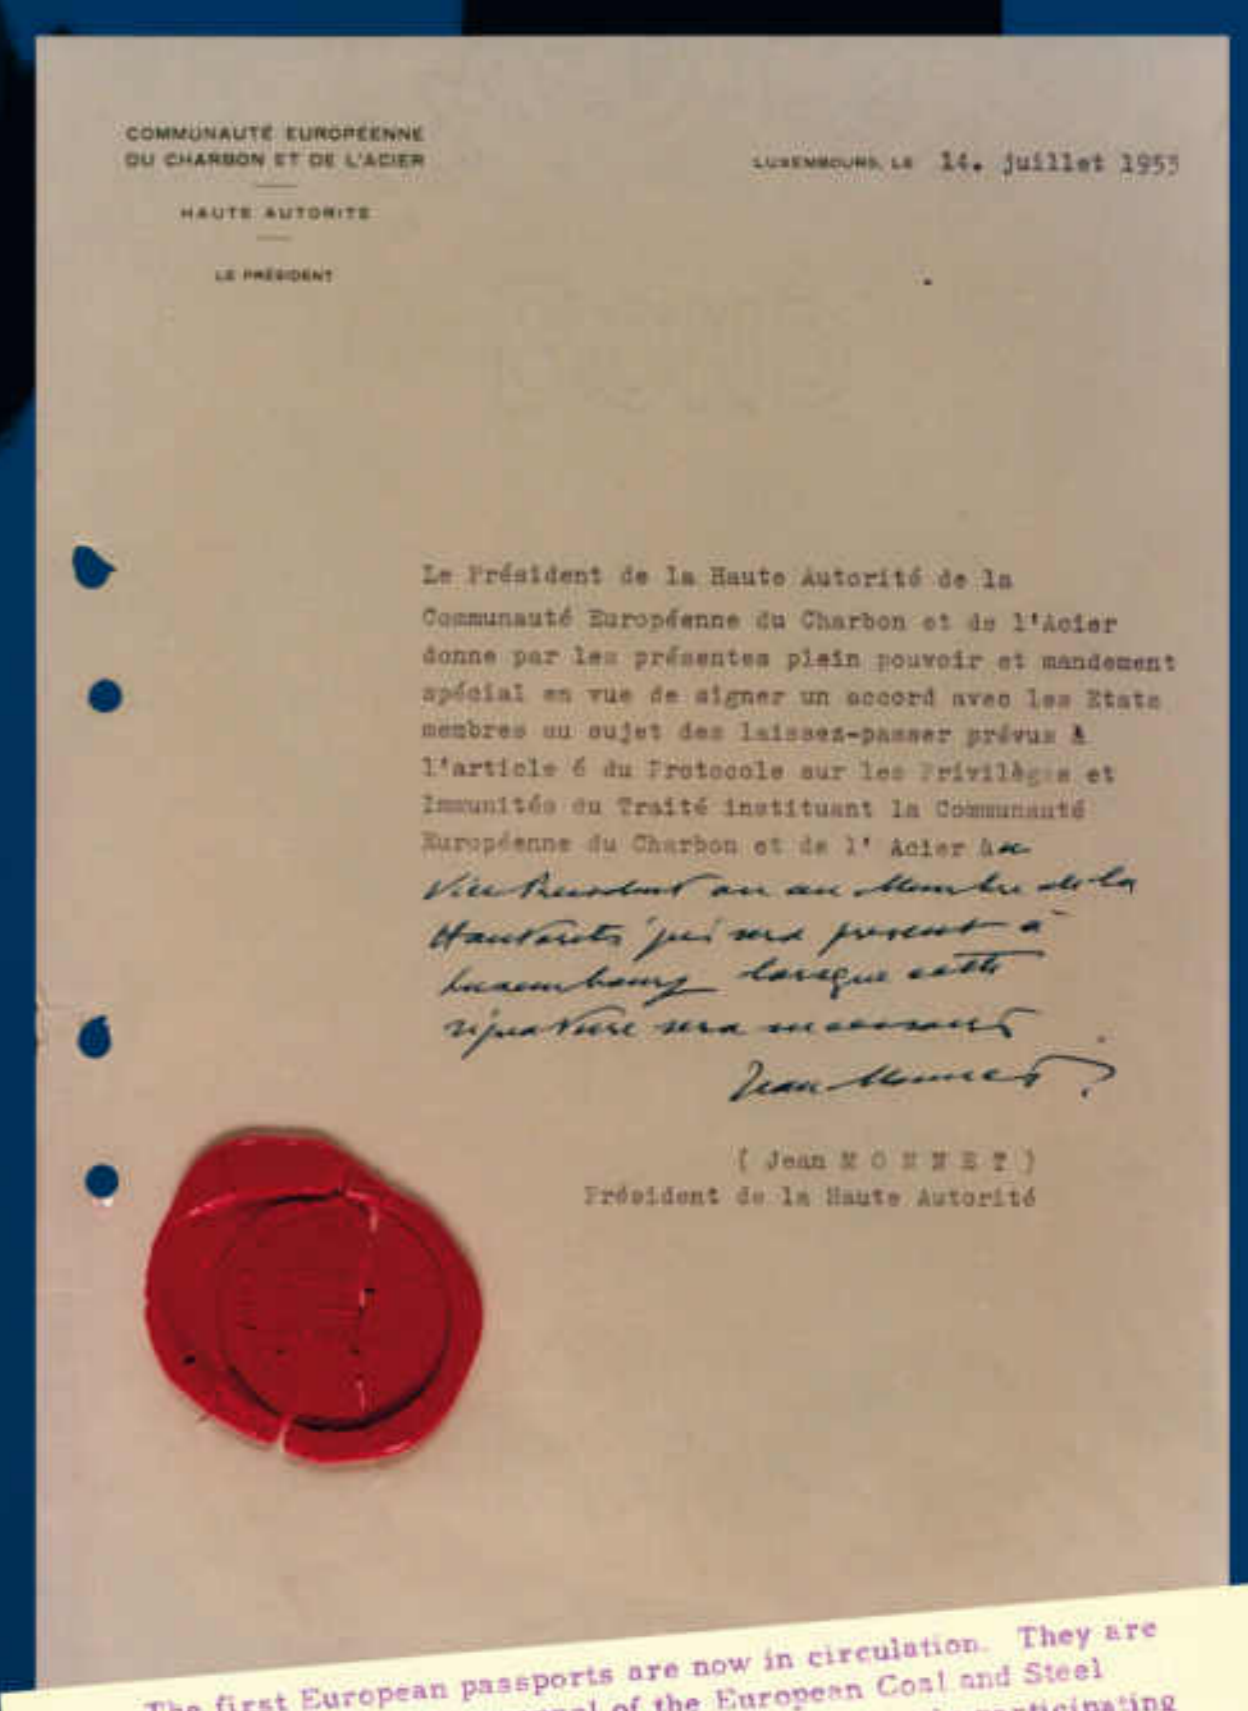 COMMUNAUTÉ EUROPÉENNE
DU CHARBON ET DE L'ACIER
HAUTE AUTORITÉ
LE PRÉSIDENT
LUXEMBOURG, LE 14. juillet 1953
Le Président de la Haute Autorité de la
Communauté Européenne du Charbon et de l'Acier
donne par les présentes plein pouvoir et mandement
spécial en vue de signer un accord avec les Etats
membres au sujet des laissez-passer prévus à
l'article 6 du Protocole sur les Privilèges et
Immunités du Traité instituant la Communauté
Européenne du Charbon et de l' Acier au
Vice Président ou au Membre de la
Haute Autorité qui sera présent à
Luxembourg lorsque cette
signature sera nécessaire
Jean Monnet
( Jean M O N N E T )
Président de la Haute Autorité
The first European passports are now in circulation. They are
of the European Coal and Steel
participating